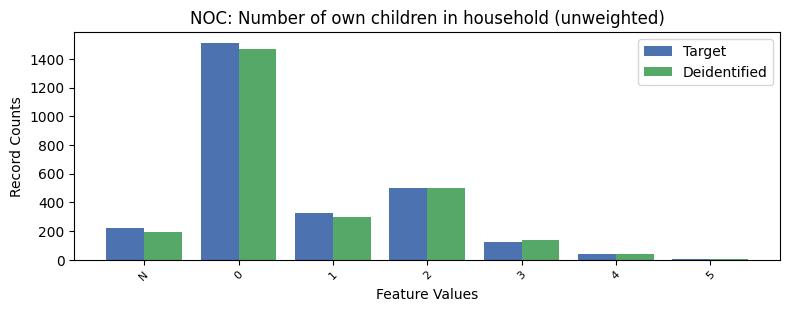 NOC: Number of own children in household (unweighted)
Target
Deidentified
Record Counts
1400
1200
1000
800
600
400
200
0
N 0 1 2 3 4 5
Feature Values